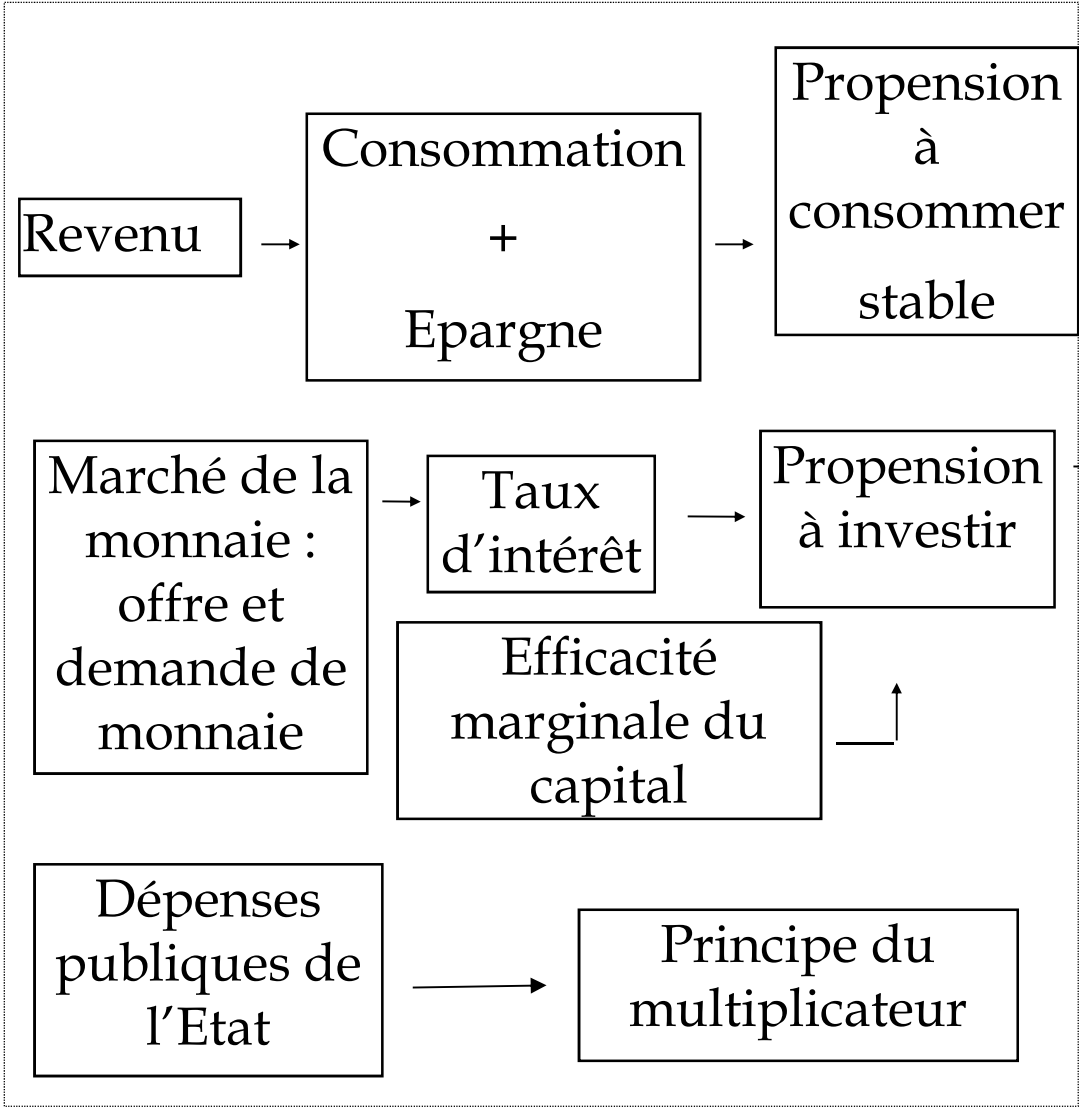 Revenu
Consommation
+
Epargne
Propension
à
consommer
stable
Marché de la
monnaie :
offre et
demande de
monnaie
Taux
d’intérêt
Propension
à investir
Efficacité
marginale du
capital
Dépenses
publiques de
l’Etat
Principe du
multiplicateur